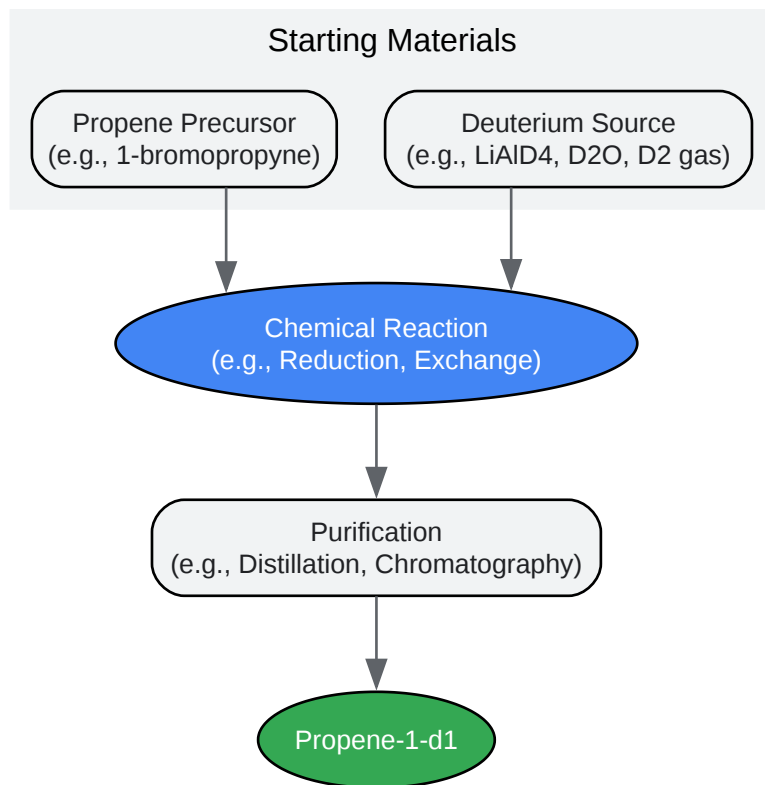 Starting Materials
Propene Precursor
(e.g., 1-bromopropyne)
Deuterium Source
(e.g., LiAlD4, D2O, D2 gas)
Chemical Reaction
(e.g., Reduction, Exchange)
Purification
(e.g., Distillation, Chromatography)
Propene-1-d1